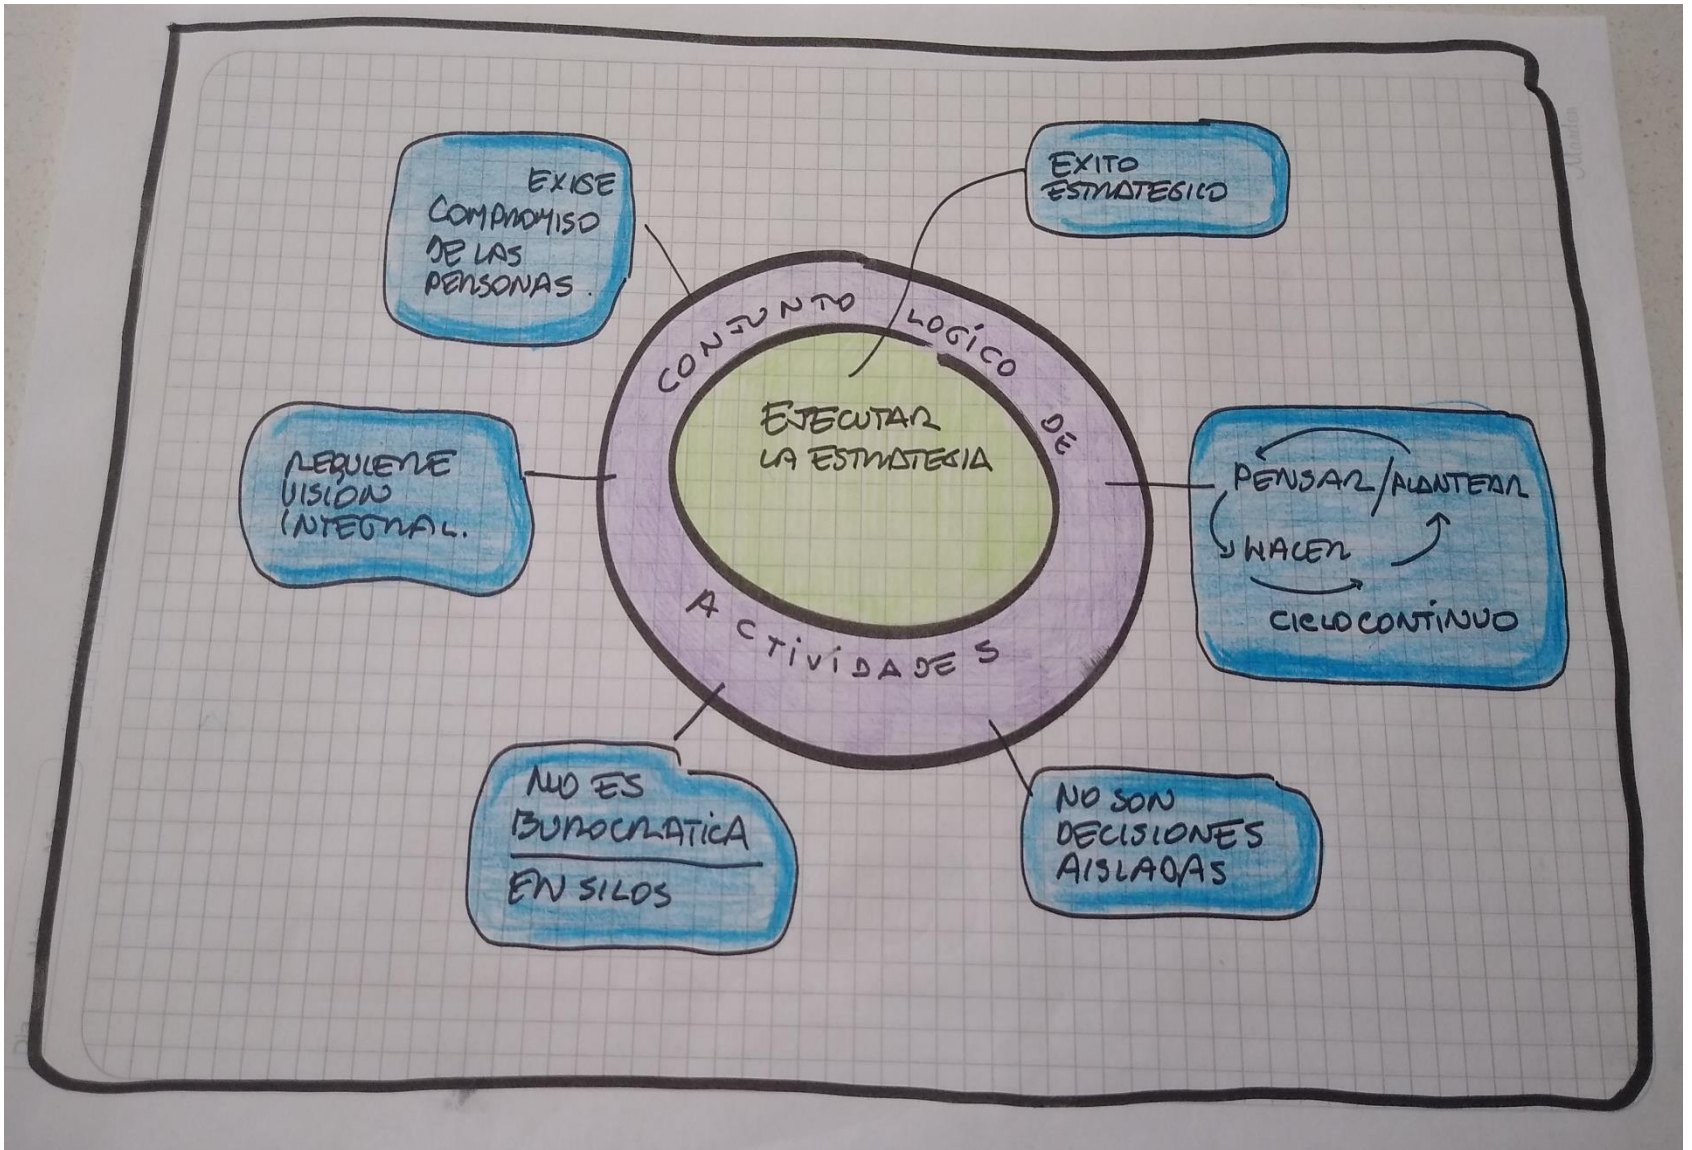 EXIGE
COMPROMISO
DE LAS
PERSONAS.
EXITO
ESTRATEGICO
CONJUNTO LOGÍCO DE
ACTIVIDADES
EJECUTAR
LA ESTRATEGIA
REQUIERE
VISION
INTEGRAL.
PENSAR/PLANTEAR
HACER
CICLO CONTINUO
NO ES
BUROCRATICA
EN SILOS
NO SON
DECISIONES
AISLADAS